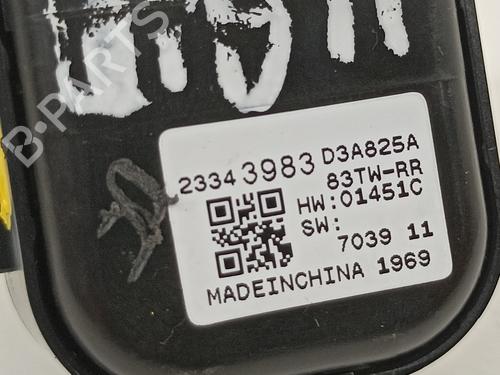 B-PARTS
23343983 D3A825A
83TW-RR
HW: 01451C
SW:
7039 11
MADEINCHINA 1969